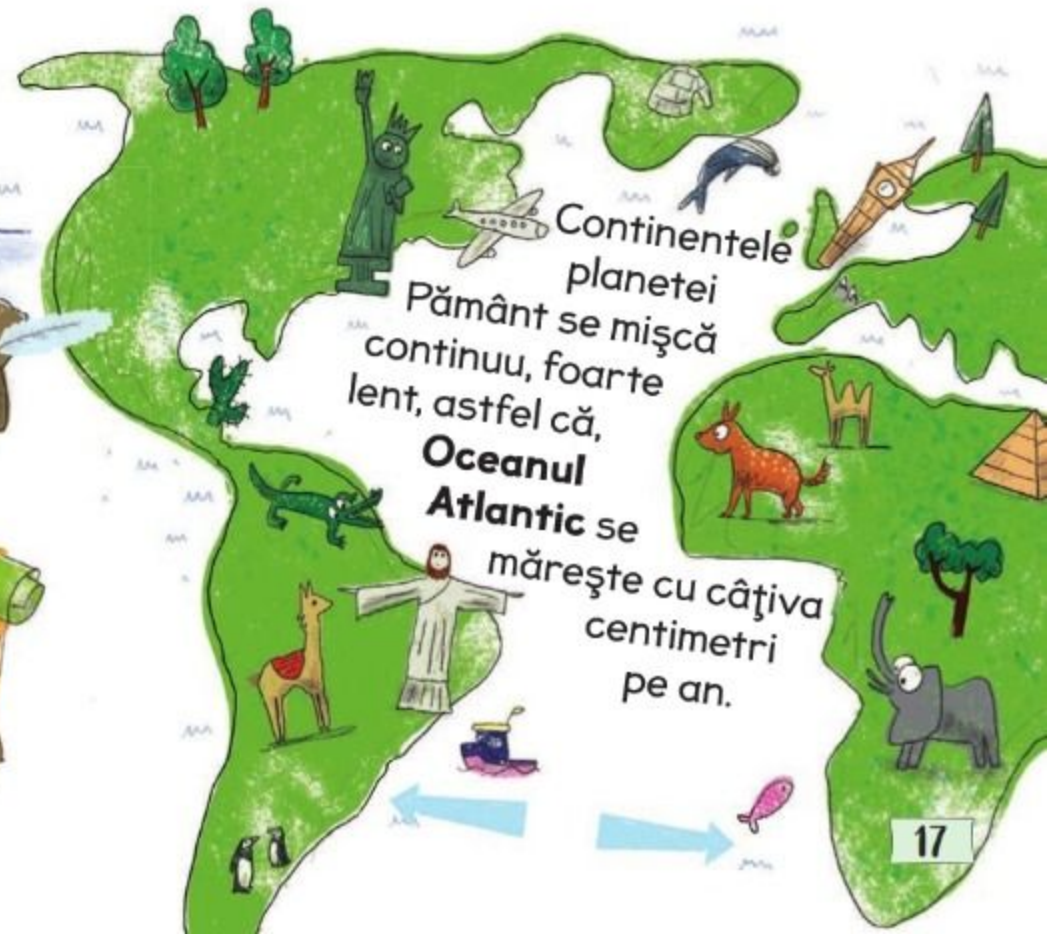 Continentele
planetei
Pământ se mişcă
continuu, foarte
lent, astfel că,
Oceanul
Atlantic se
măreşte cu câţiva
centimetri
pe an.
17